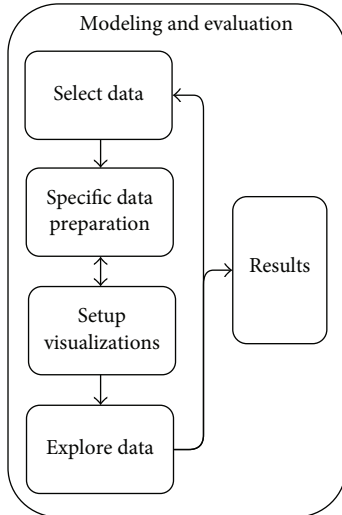 Modeling and evaluation
Select data
Specific data
preparation
Setup
visualizations
Explore data
Results